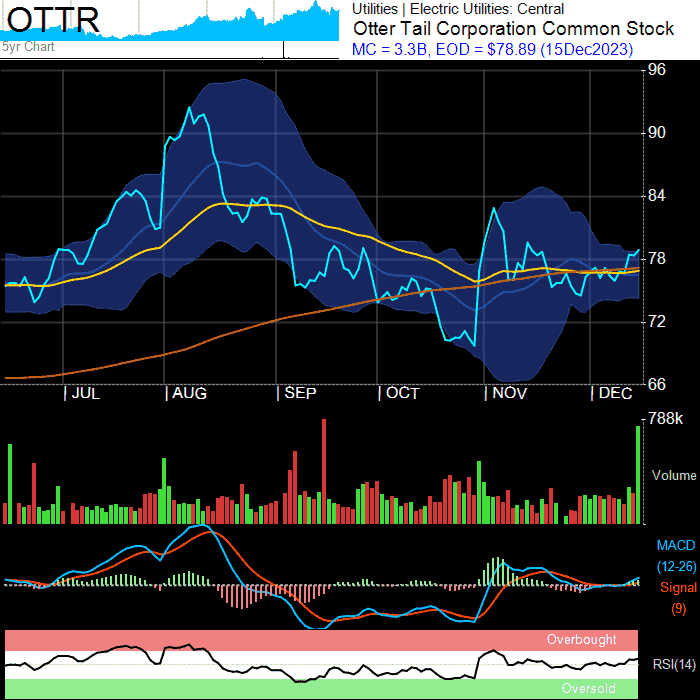 OTTR
5yr Chart
Utilities | Electric Utilities: Central
Otter Tail Corporation Common Stock
MC = 3.3B, EOD = $78.89 (15Dec2023)
96
90
84
78
72
66
| JUL | AUG | SEP | OCT | NOV | DEC
788k
Volume
MACD
(12-26)
Signal
(9)
Overbought
RSI(14)
Oversold